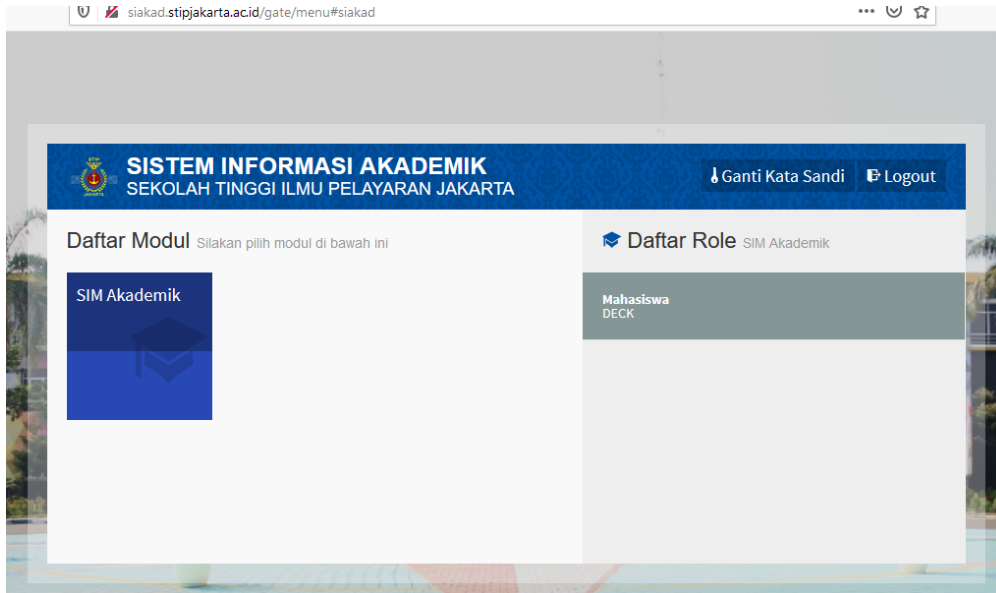 siakad.stipjakarta.ac.id/gate/menu#siakad
SISTEM INFORMASI AKADEMIK
SEKOLAH TINGGI ILMU PELAYARAN JAKARTA
Ganti Kata Sandi
Logout
Daftar Modul Silakan pilih modul di bawah ini
SIM Akademik
Daftar Role SIM Akademik
Mahasiswa
DECK